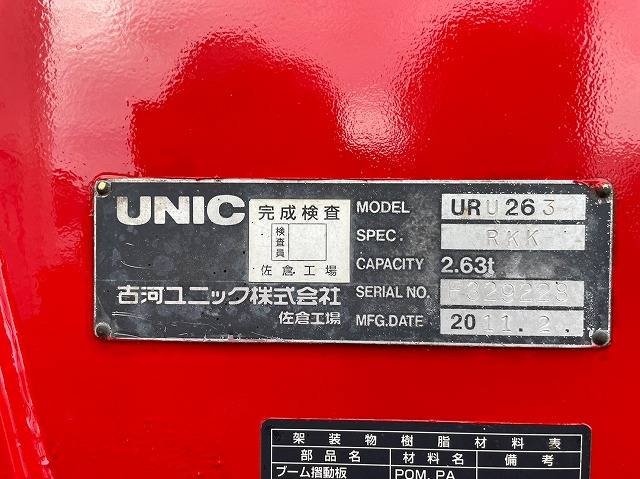 UNIC
完成検査
検査員
佐倉工場
古河ユニック株式会社
佐倉工場
MODEL URU263
SPEC. RKK
CAPACITY 2.63t
SERIAL NO. F329228
MFG.DATE 2011.2.
架装物樹脂材料表
部品名 材料名 備考
ブーム摺動板 POM, PA